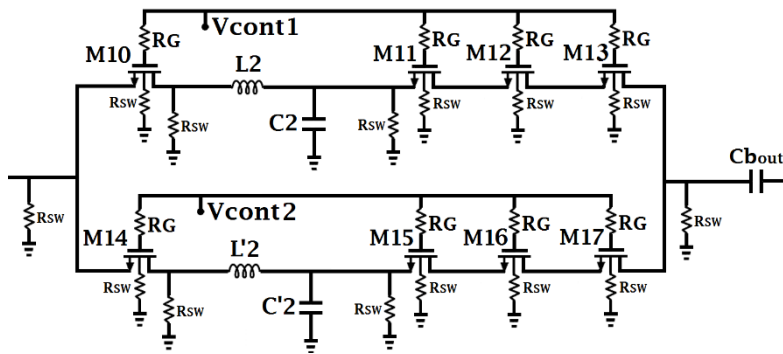 Vcont1
M10 RG M11 RG M12 RG M13 RG
L2
Rsw Rsw C2 Rsw Rsw Rsw Rsw
Cbout
Rsw Vcont2 Rsw
M14 RG M15 RG M16 RG M17 RG
L'2
Rsw Rsw C'2 Rsw Rsw Rsw Rsw